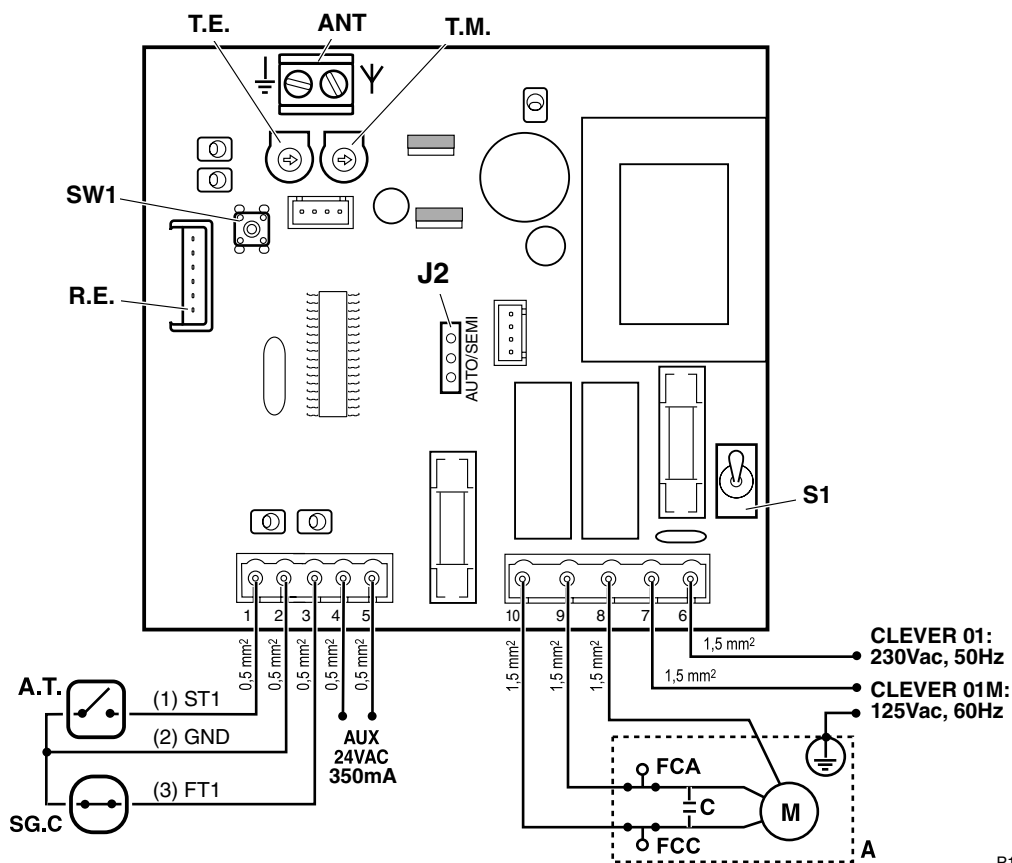 T.E.
ANT
T.M.
SW1
R.E.
J2
AUTO/SEMI
S1
1
2
3
4
5
10
9
8
7
6
0,5 mm²
0,5 mm²
0,5 mm²
0,5 mm²
0,5 mm²
1,5 mm²
1,5 mm²
1,5 mm²
1,5 mm²
1,5 mm²
CLEVER 01:
230Vac, 50Hz
CLEVER 01M:
125Vac, 60Hz
A.T.
(1) ST1
(2) GND
(3) FT1
SG.C
AUX
24VAC
350mA
FCA
C
M
FCC
A